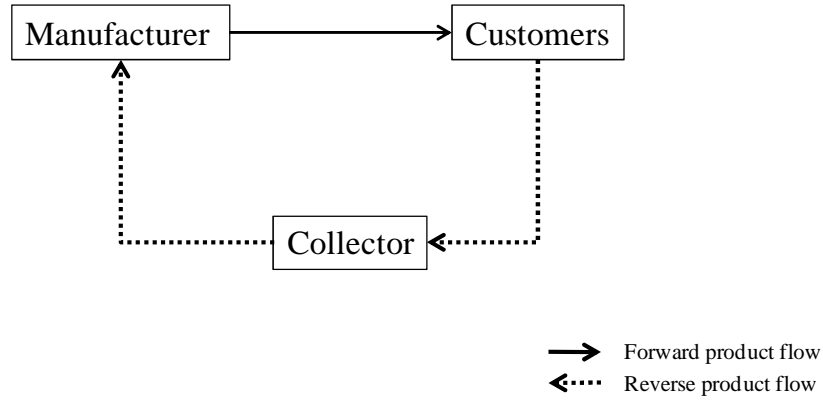 Manufacturer
Customers
Collector
Forward product flow
Reverse product flow